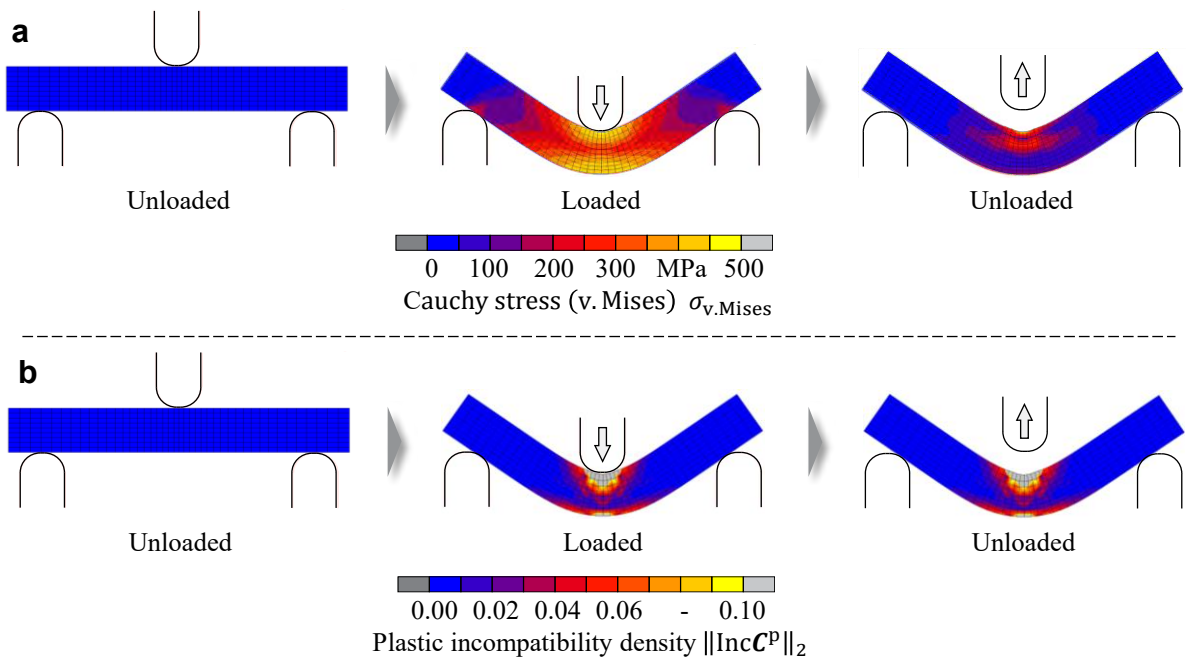 a
Unloaded
Loaded
Unloaded
0 100 200 300 MPa 500
Cauchy stress (v. Mises) σv.Mises
b
Unloaded
Loaded
Unloaded
0.00 0.02 0.04 0.06 - 0.10
Plastic incompatibility density ‖Inc𝑪ᵖ‖₂